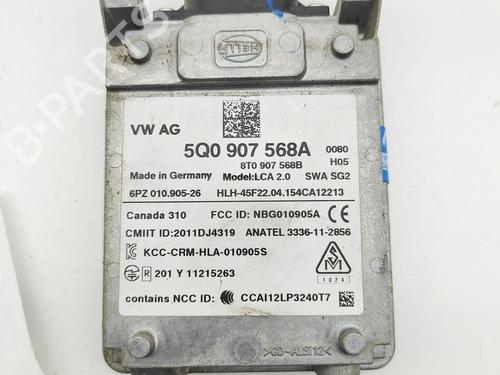 HELLA
VW AG
5Q0 907 568A 0080
8T0 907 568B H05
Made in Germany Model:LCA 2.0 SWA SG2
6PZ 010.905-26 HLH-45F22.04.154CA12213
Canada 310 FCC ID: NBG010905A CE
CMIIT ID:2011DJ4319 ANATEL 3336-11-2856
KCC-CRM-HLA-010905S
R 201 Y 11215263
1024
contains NCC ID: CCAI12LP3240T7
>GD-ALSI12<
B-PARTS